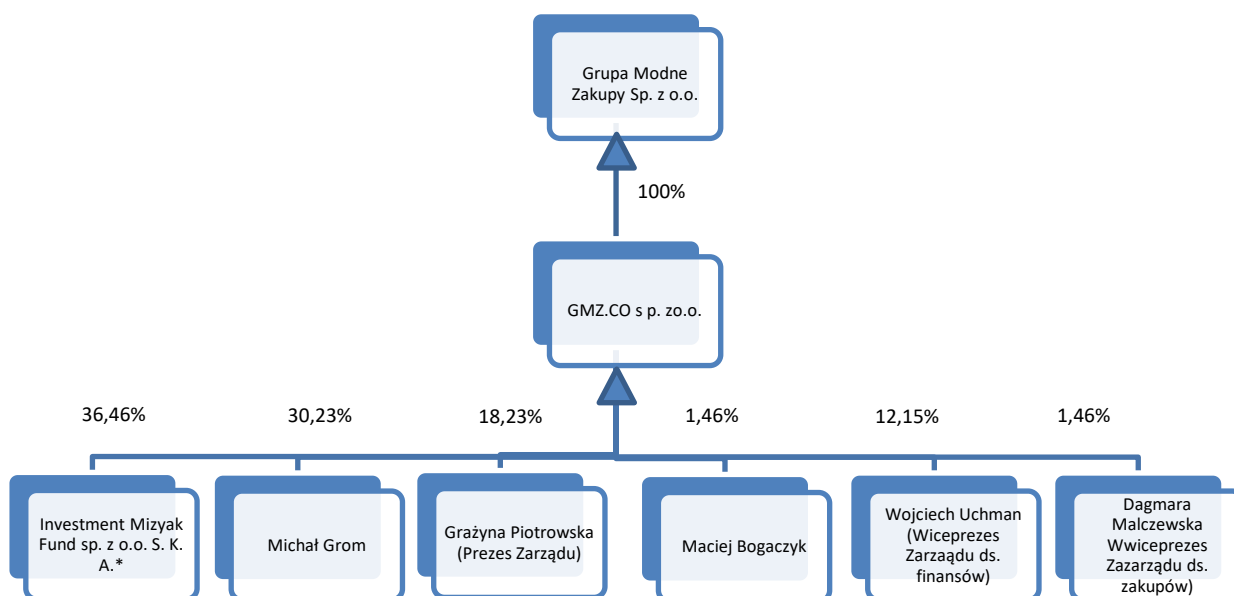 Grupa Modne
Zakupy Sp. z o.o.
100%
GMZ.CO s p. zo.o.
36,46%
30,23%
18,23%
1,46%
12,15%
1,46%
Investment Mizyak
Fund sp. z o.o. S. K.
A.*
Michał Grom
Grażyna Piotrowska
(Prezes Zarządu)
Maciej Bogaczyk
Wojciech Uchman
(Wiceprezes
Zarzaądu ds.
finansów)
Dagmara
Malczewska
Wwiceprezes
Zazarządu ds.
zakupów)